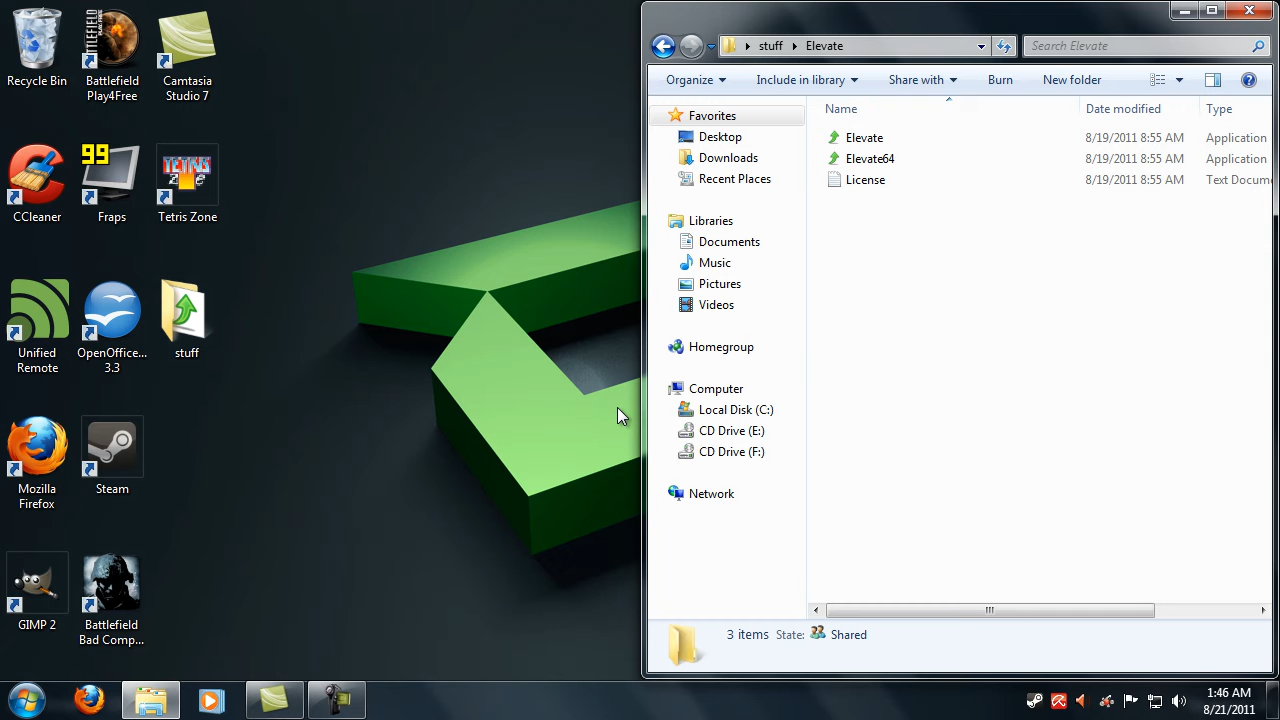 Recycle Bin
BATTLEFIELD
PLAY4FREE
Battlefield
Play4Free
Camtasia
Studio 7
CCleaner
99
Fraps
TETRIS
Tetris Zone
Unified
Remote
OpenOffice...
3.3
stuff
Mozilla
Firefox
Steam
GIMP 2
Battlefield
Bad Comp...
stuff
Elevate
Search Elevate
Organize
Include in library
Share with
Burn
New folder
Name
Date modified
Type
Favorites
Desktop
Downloads
Recent Places
Libraries
Documents
Music
Pictures
Videos
Homegroup
Computer
Local Disk (C:)
CD Drive (E:)
CD Drive (F:)
Network
Elevate 8/19/2011 8:55 AM Application
Elevate64 8/19/2011 8:55 AM Application
License 8/19/2011 8:55 AM Text Docum
3 items State: Shared
1:46 AM
8/21/2011